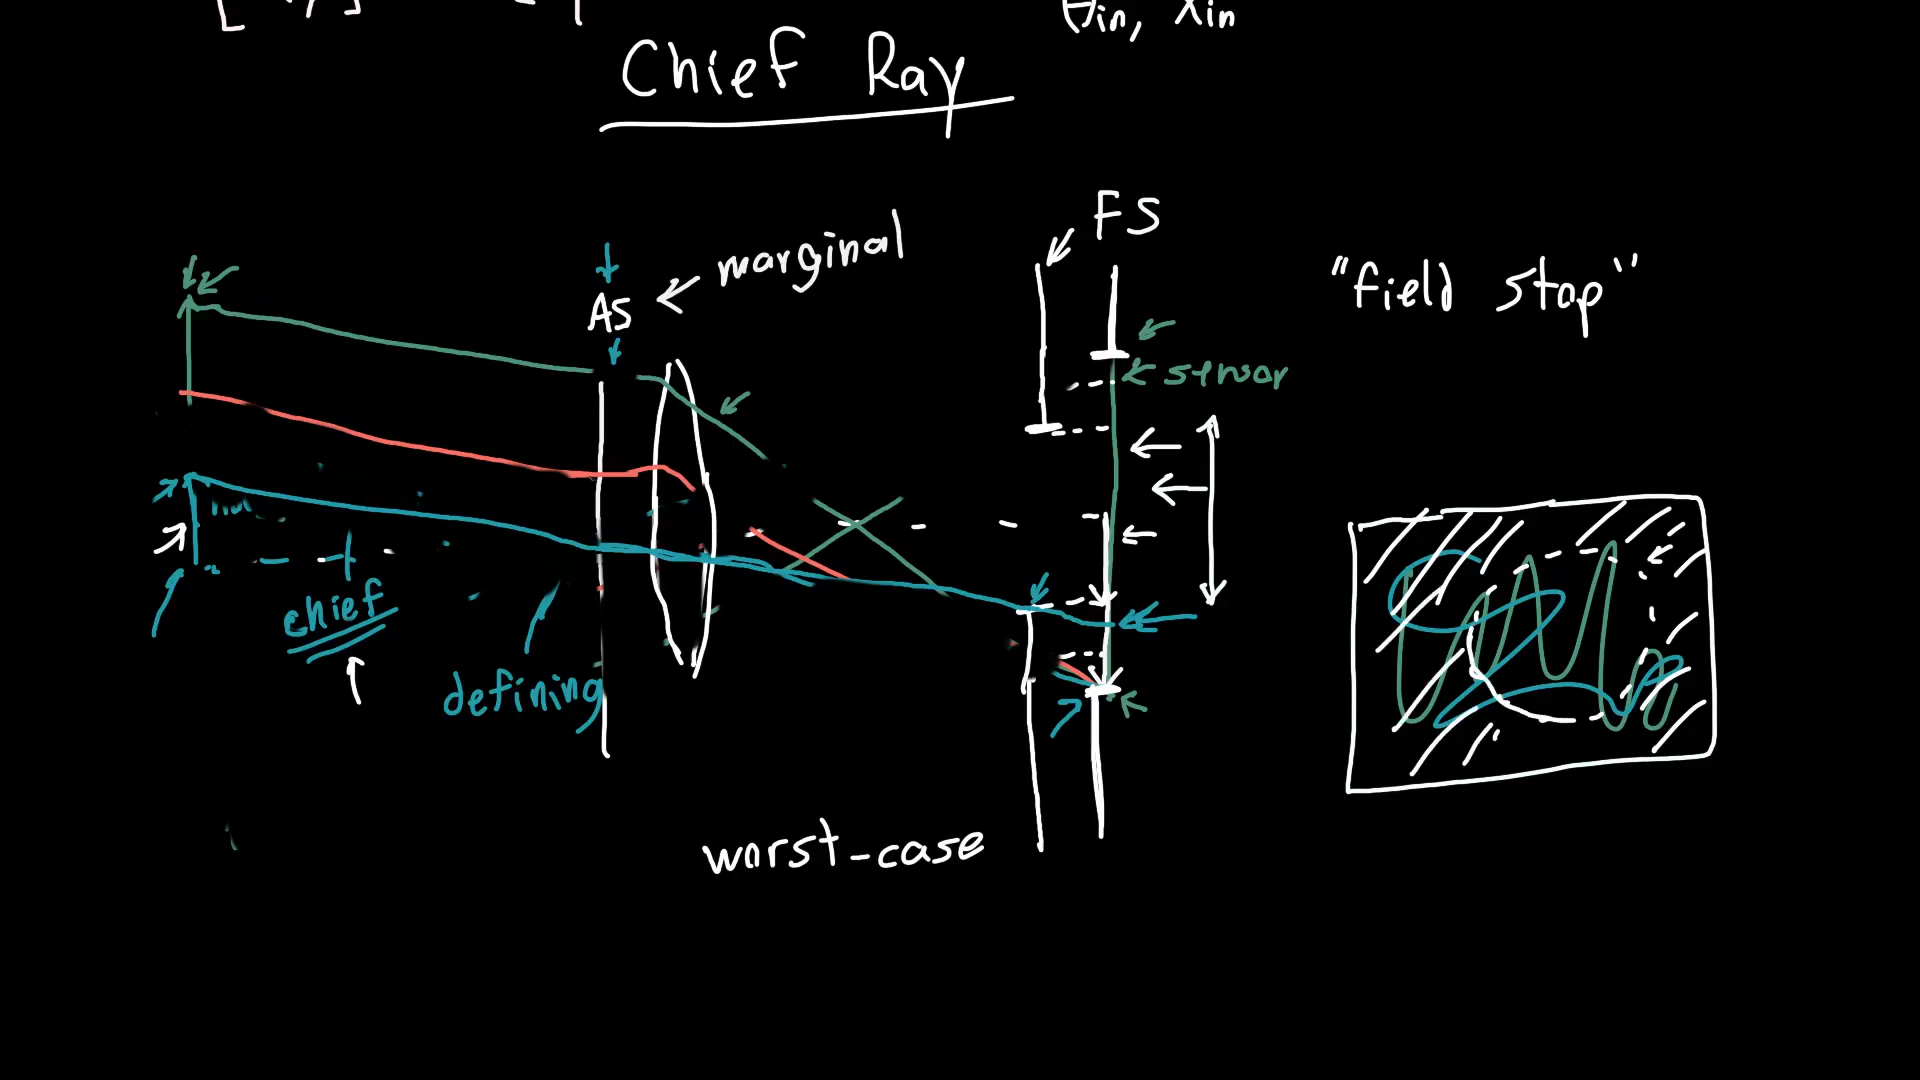 θin, xin
Chief Ray
FS
marginal
AS
"field stop"
sensor
chief
defining
worst-case